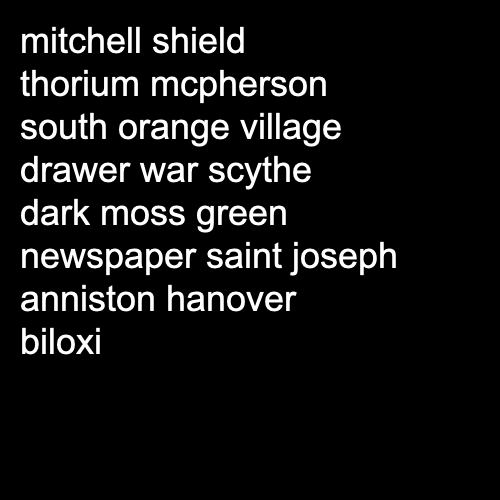 mitchell shield
thorium mcpherson
south orange village
drawer war scythe
dark moss green
newspaper saint joseph
anniston hanover
biloxi